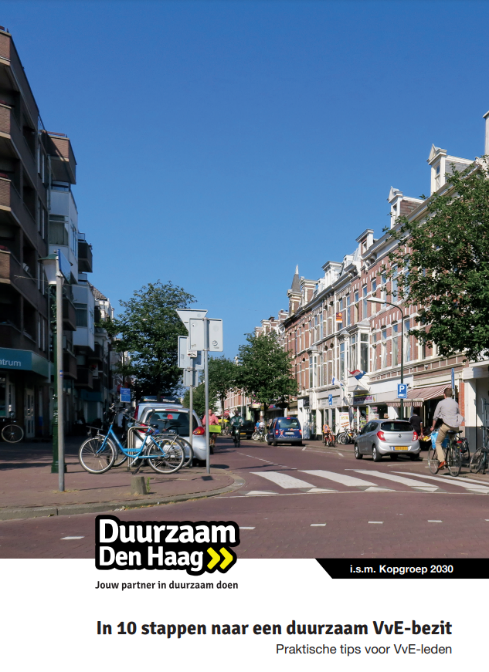 ntrum
P
P
Duurzaam
Den Haag
Jouw partner in duurzaam doen
i.s.m. Kopgroep 2030
In 10 stappen naar een duurzaam VvE-bezit
Praktische tips voor VvE-leden